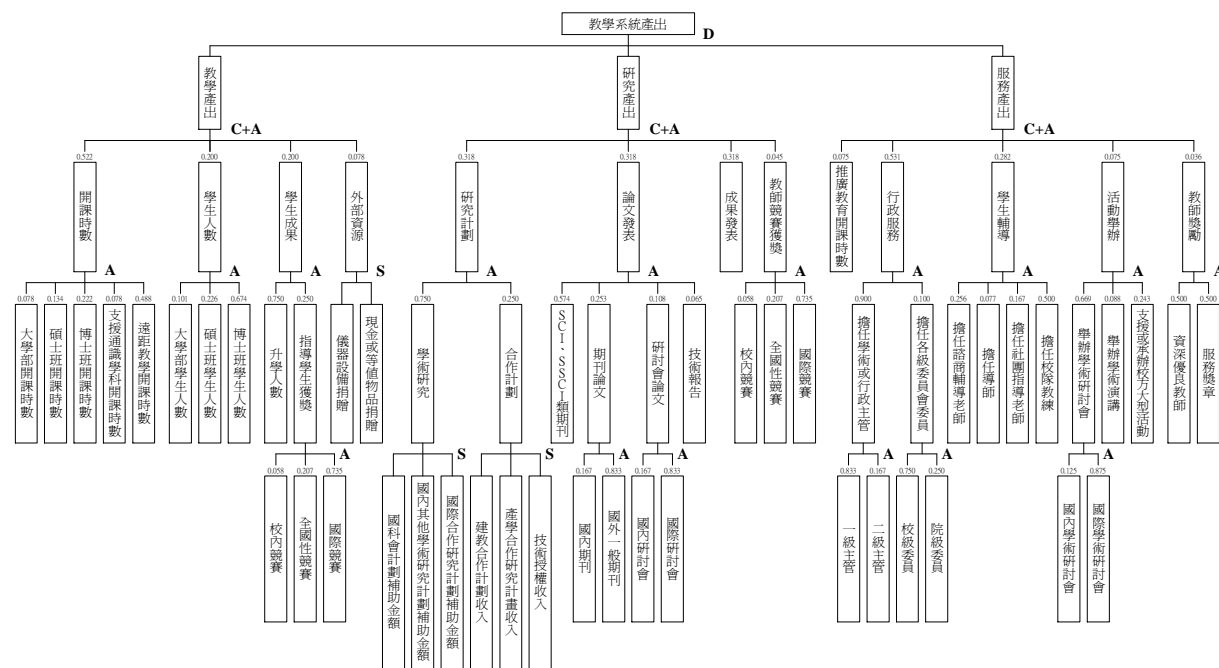 教學系統產出
D
教學產出
研究產出
服務產出
C+A
C+A
C+A
0.522
0.200
0.200
0.078
0.318
0.318
0.318
0.045
0.075
0.531
0.282
0.075
0.036
開課時數
學生人數
學生成果
外部資源
研究計劃
論文發表
成果發表
教師競賽獲獎
推廣教育開課時數
行政服務
學生輔導
活動舉辦
教師獎勵
A
A
A
S
A
A
A
A
A
A
A
0.078
0.134
0.222
0.078
0.488
0.101
0.226
0.674
0.750
0.250
0.750
0.250
0.574
0.253
0.108
0.065
0.058
0.207
0.735
0.900
0.100
0.256
0.077
0.167
0.500
0.669
0.088
0.243
0.500
0.500
大學部開課時數
碩士班開課時數
博士班開課時數
支援通識學科開課時數
遠距教學開課時數
大學部學生人數
碩士班學生人數
博士班學生人數
升學人數
指導學生獲獎
儀器設備捐贈
現金或等值物品捐贈
學術研究
合作計劃
SCI、SSCI類期刊
期刊論文
研討會論文
技術報告
校內競賽
全國性競賽
國際競賽
擔任學術或行政主管
擔任各級委員會委員
擔任諮商輔導老師
擔任導師
擔任社團指導老師
擔任校隊教練
舉辦學術研討會
舉辦學術演講
支援或承辦校方大型活動
資深優良教師
服務獎章
A
S
S
A
A
A
A
A
0.058
0.207
0.735
0.167
0.833
0.167
0.833
0.833
0.167
0.750
0.250
0.125
0.875
校內競賽
全國性競賽
國際競賽
國科會計劃補助金額
國內其他學術研究計劃補助金額
國際合作研究計劃補助金額
建教合作計劃收入
產學合作研究計畫收入
技術授權收入
國內期刊
國外一般期刊
國內研討會
國際研討會
一級主管
二級主管
校級委員
院級委員
國內學術研討會
國際學術研討會